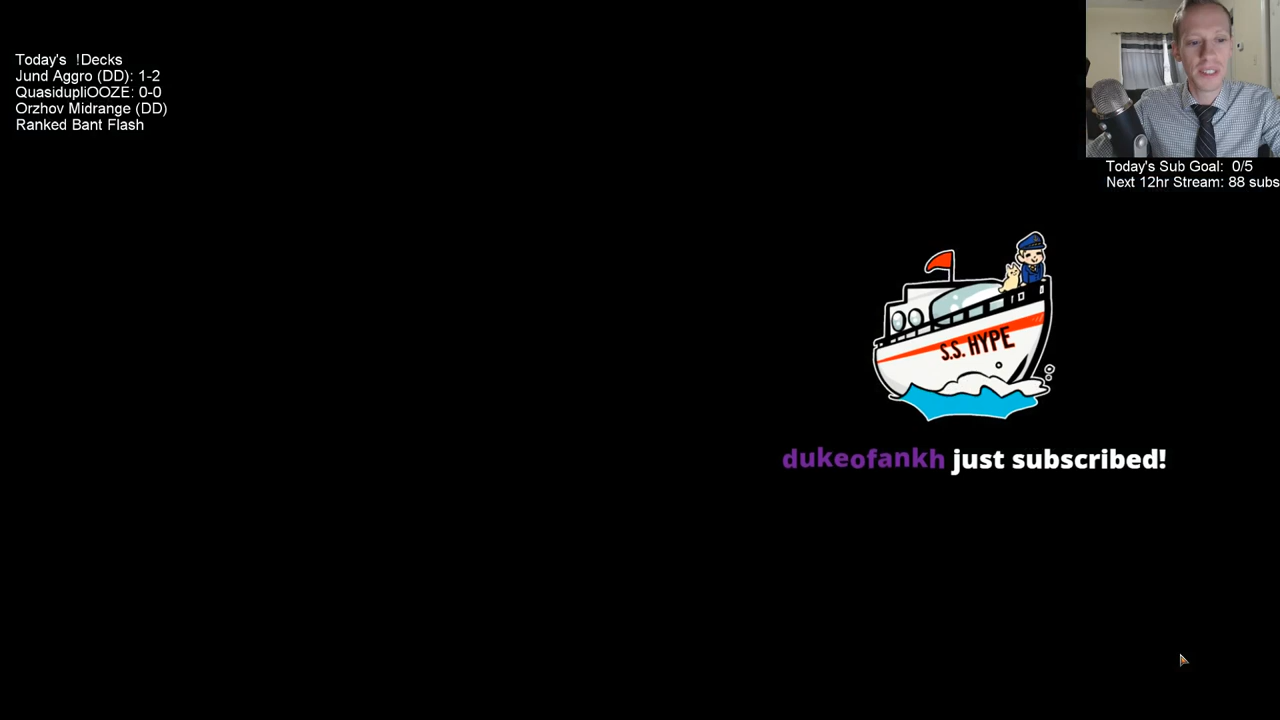 Today's !Decks
Jund Aggro (DD): 1-2
QuasidupliOOZE: 0-0
Orzhov Midrange (DD)
Ranked Bant Flash
Today's Sub Goal: 0/5
Next 12hr Stream: 88 subs
S.S. HYPE
dukeofankh just subscribed!